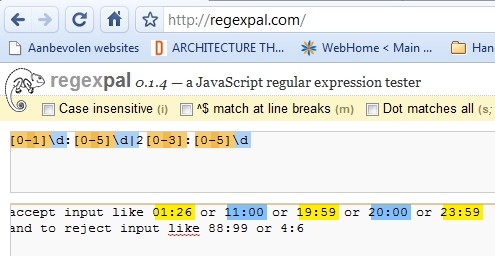 http://regexpal.com/
Aanbevolen websites D ARCHITECTURE TH... WebHome < Main ... Han
regexpal 0.1.4 — a JavaScript regular expression tester
Case insensitive (i) ^$ match at line breaks (m) Dot matches all (s;
[0-1]\d:[0-5]\d|2[0-3]:[0-5]\d
accept input like 01:26 or 11:00 or 19:59 or 20:00 or 23:59
and to reject input like 88:99 or 4:6